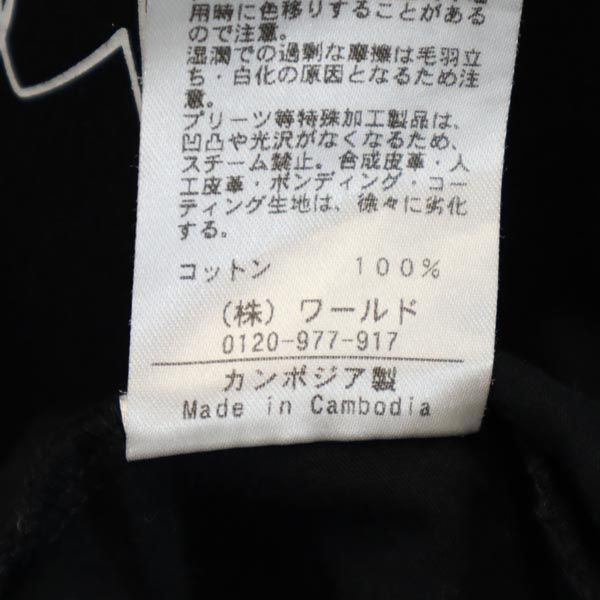 用時に色移りすることがある
ので注意。
湿潤での過剰な摩擦は毛羽立
ち・白化の原因となるため注
意。
プリーツ等特殊加工製品は、
凹凸や光沢がなくなるため、
スチーム禁止。合成皮革・人
工皮革・ボンディング・コー
ティング生地は、徐々に劣化
する。
コットン 100%
(株) ワールド
0120-977-917
カンボジア製
Made in Cambodia